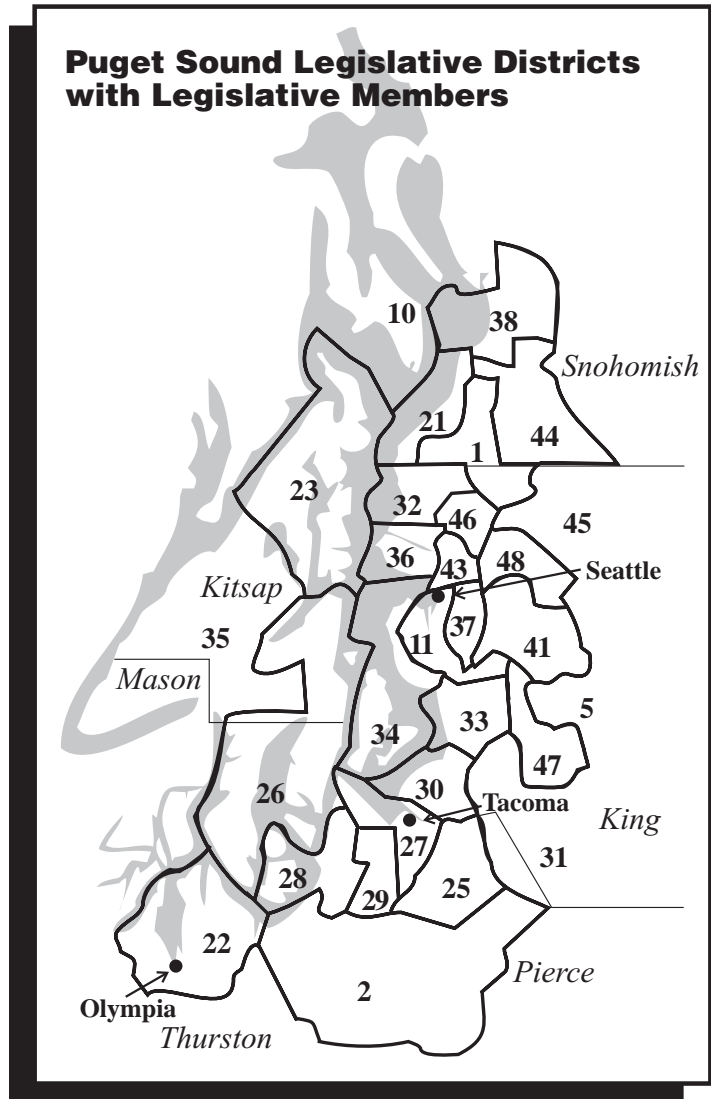 Puget Sound Legislative Districts
with Legislative Members
10
38
Snohomish
21
44
1
23
32
46
45
36
43
48
Seattle
Kitsap
35
11
37
41
Mason
5
34
33
47
26
30
Tacoma
King
27
31
28
29
25
22
Pierce
2
Olympia
Thurston